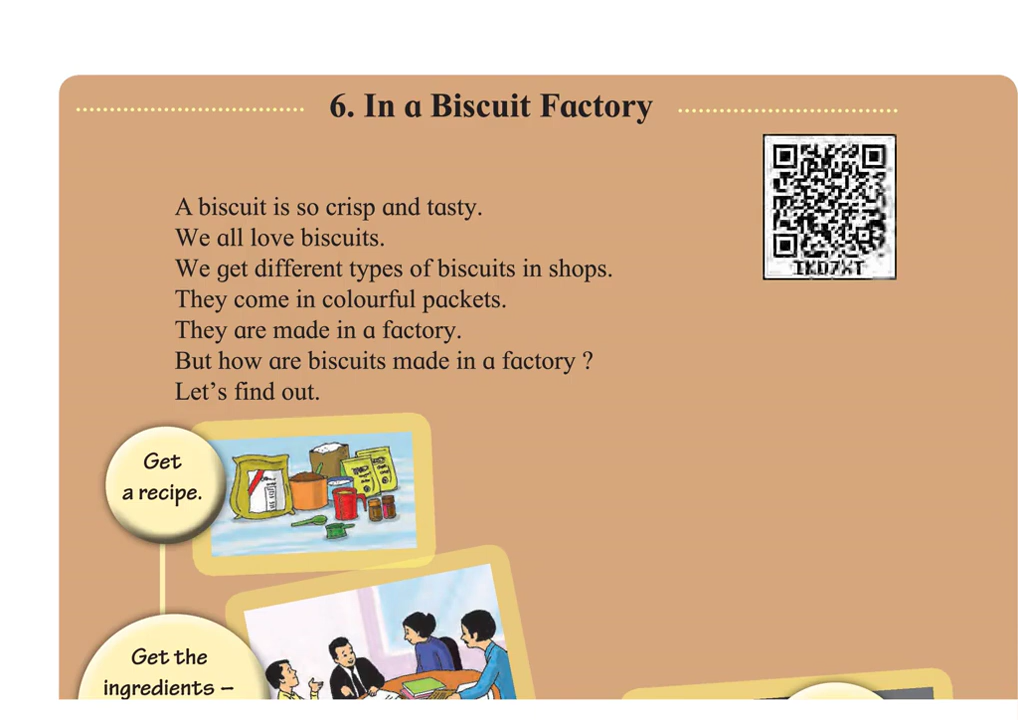 6. In a Biscuit Factory
A biscuit is so crisp and tasty.
We all love biscuits.
We get different types of biscuits in shops.
They come in colourful packets.
They are made in a factory.
But how are biscuits made in a factory ?
Let’s find out.
Get
a recipe.
Get the
ingredients –